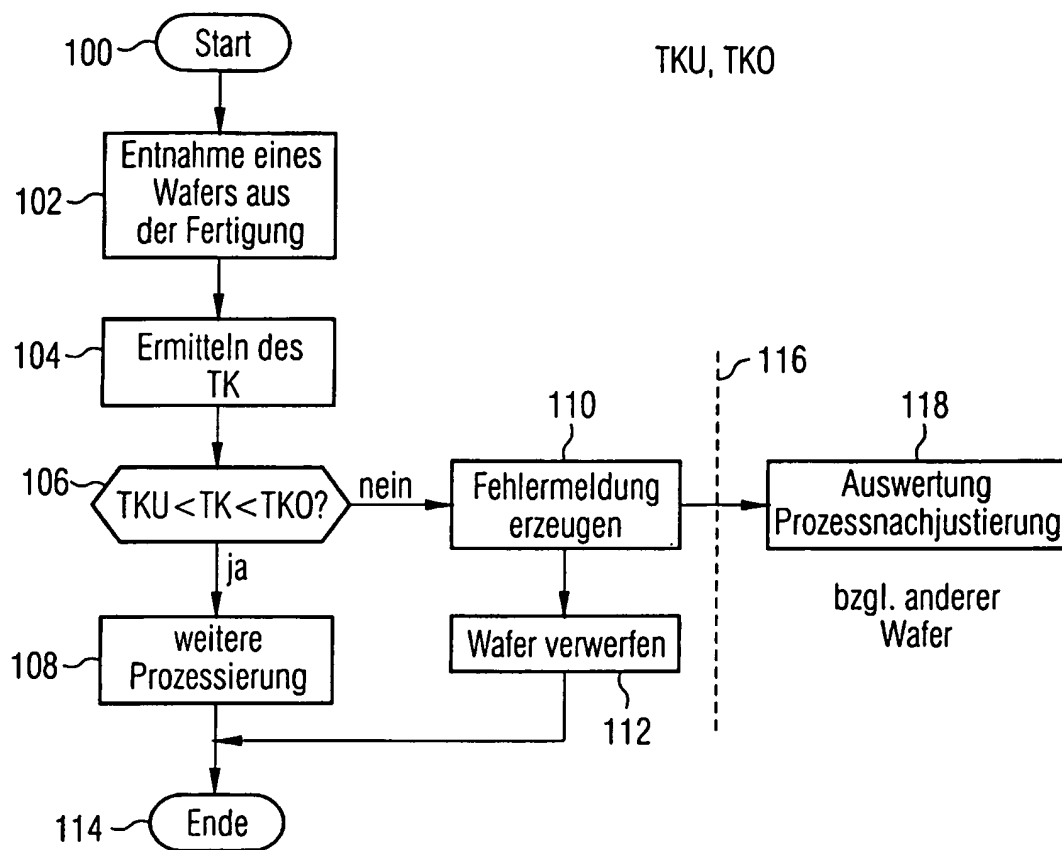 100
Start
TKU, TKO
102
Entnahme eines
Wafers aus
der Fertigung
104
Ermitteln des
TK
106
TKU<TK<TKO?
nein
ja
110
Fehlermeldung
erzeugen
116
118
Auswertung
Prozessnachjustierung
bzgl. anderer
Wafer
108
weitere
Prozessierung
Wafer verwerfen
112
114
Ende